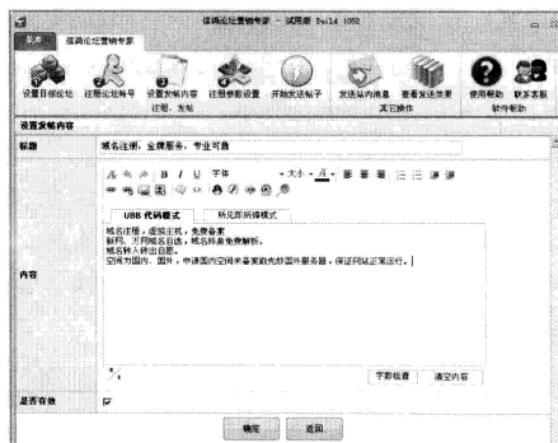 信鸿论坛营销专家 - 试用版 Build 1052
菜单 信鸿论坛营销专家
设置目标论坛 注册论坛帐号 设置发帖内容 注册参数设置 开始发送帖子 发送站内消息 查看发送效果 使用帮助 联系客服
注册、发帖 其它操作 软件帮助
设置发帖内容
标题 域名注册,金牌服务,专业可靠
B I U 字体 大小 A
UBB 代码模式 所见即所得模式
域名注册,虚拟主机,免费备案
新网、万网域名自选,域名终身免费解析。
域名转入转出自愿。
空间为国内、国外,申请国内空间未备案前先放国外服务器,保证网站正常运行。
内容
字数检查 清空内容
是否有效
确定 返回